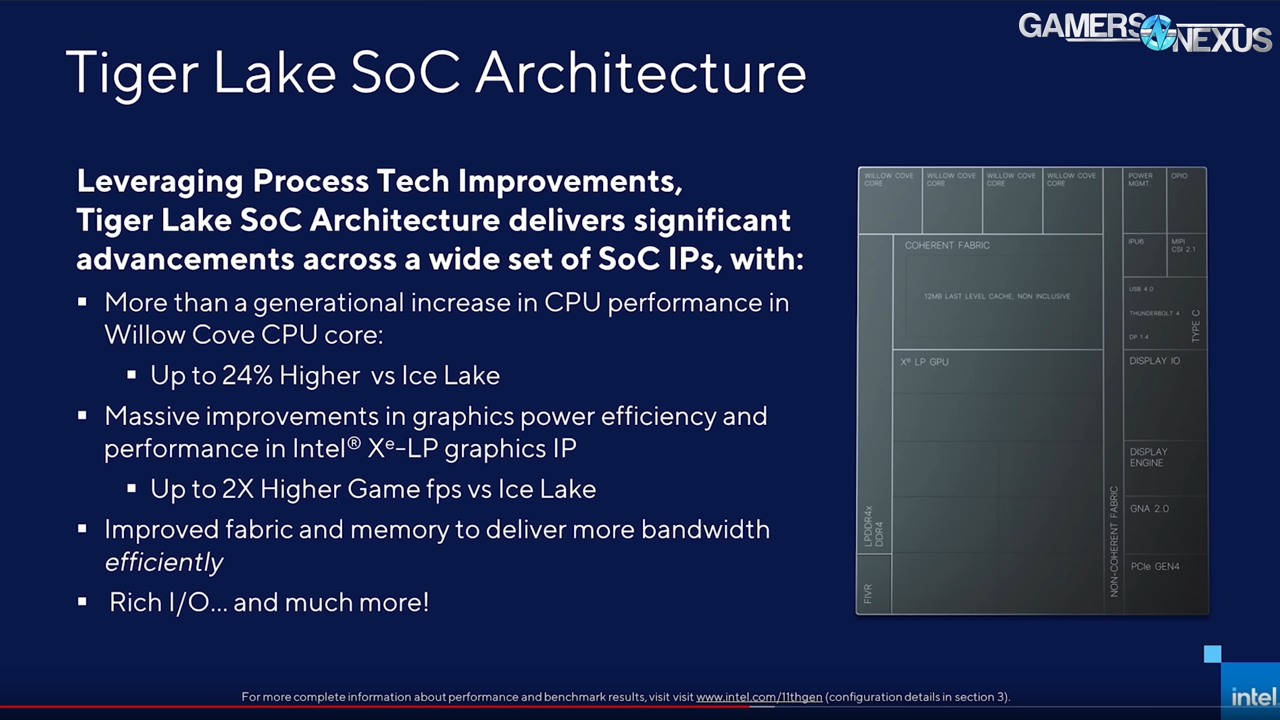 GAMERS NEXUS
Tiger Lake SoC Architecture
Leveraging Process Tech Improvements,
Tiger Lake SoC Architecture delivers significant
advancements across a wide set of SoC IPs, with:
▪ More than a generational increase in CPU performance in
Willow Cove CPU core:
▪ Up to 24% Higher vs Ice Lake
▪ Massive improvements in graphics power efficiency and
performance in Intel® Xᵉ-LP graphics IP
▪ Up to 2X Higher Game fps vs Ice Lake
▪ Improved fabric and memory to deliver more bandwidth
efficiently
▪ Rich I/O... and much more!
WILLOW COVE
CORE
WILLOW COVE
CORE
WILLOW COVE
CORE
WILLOW COVE
CORE
POWER
MGMT
OPIO
COHERENT FABRIC
12MB LAST LEVEL CACHE, NON INCLUSIVE
IPU6
MIPI
CSI 2.1
USB 4.0
THUNDERBOLT 4
DP 1.4
TYPE C
Xᵉ LP GPU
DISPLAY IO
DISPLAY
ENGINE
GNA 2.0
PCIe GEN4
LPDDR4x
DDR4
FIVR
NON-COHERENT FABRIC
For more complete information about performance and benchmark results, visit visit www.intel.com/11thgen (configuration details in section 3).
intel